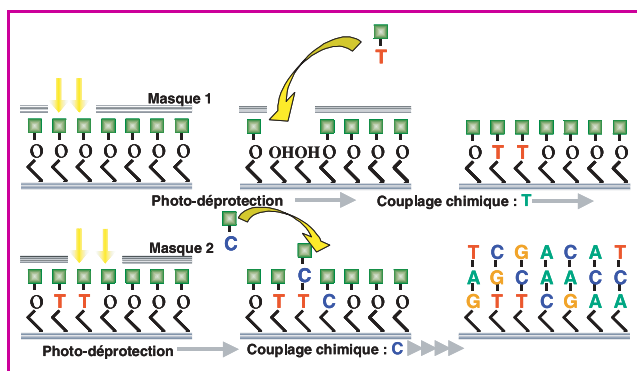 T
Masque 1
O O O O O O O
O OHOH O O O O
O T T O O O O
Photo-déprotection
Couplage chimique : T
C
Masque 2
O T T O O O O
C
O T T C O O O
T C G A C A T
A G C A A C C
G T T C G A A
Photo-déprotection
Couplage chimique : C